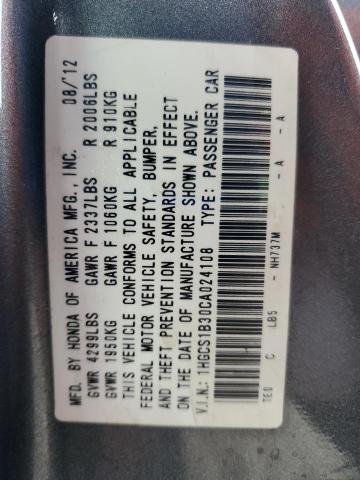 MFD. BY HONDA OF AMERICA MFG., INC. 08/'12
GVWR 4299LBS GAWR F 2337LBS R 2006LBS
GVWR 1950KG GAWR F 1060KG R 910KG
THIS VEHICLE CONFORMS TO ALL APPLICABLE
FEDERAL MOTOR VEHICLE SAFETY, BUMPER,
AND THEFT PREVENTION STANDARDS IN EFFECT
ON THE DATE OF MANUFACTURE SHOWN ABOVE.
V.I.N.: 1HGCS1B30CA024108 TYPE: PASSENGER CAR
TE0 C LB5 - NH737M - A - A